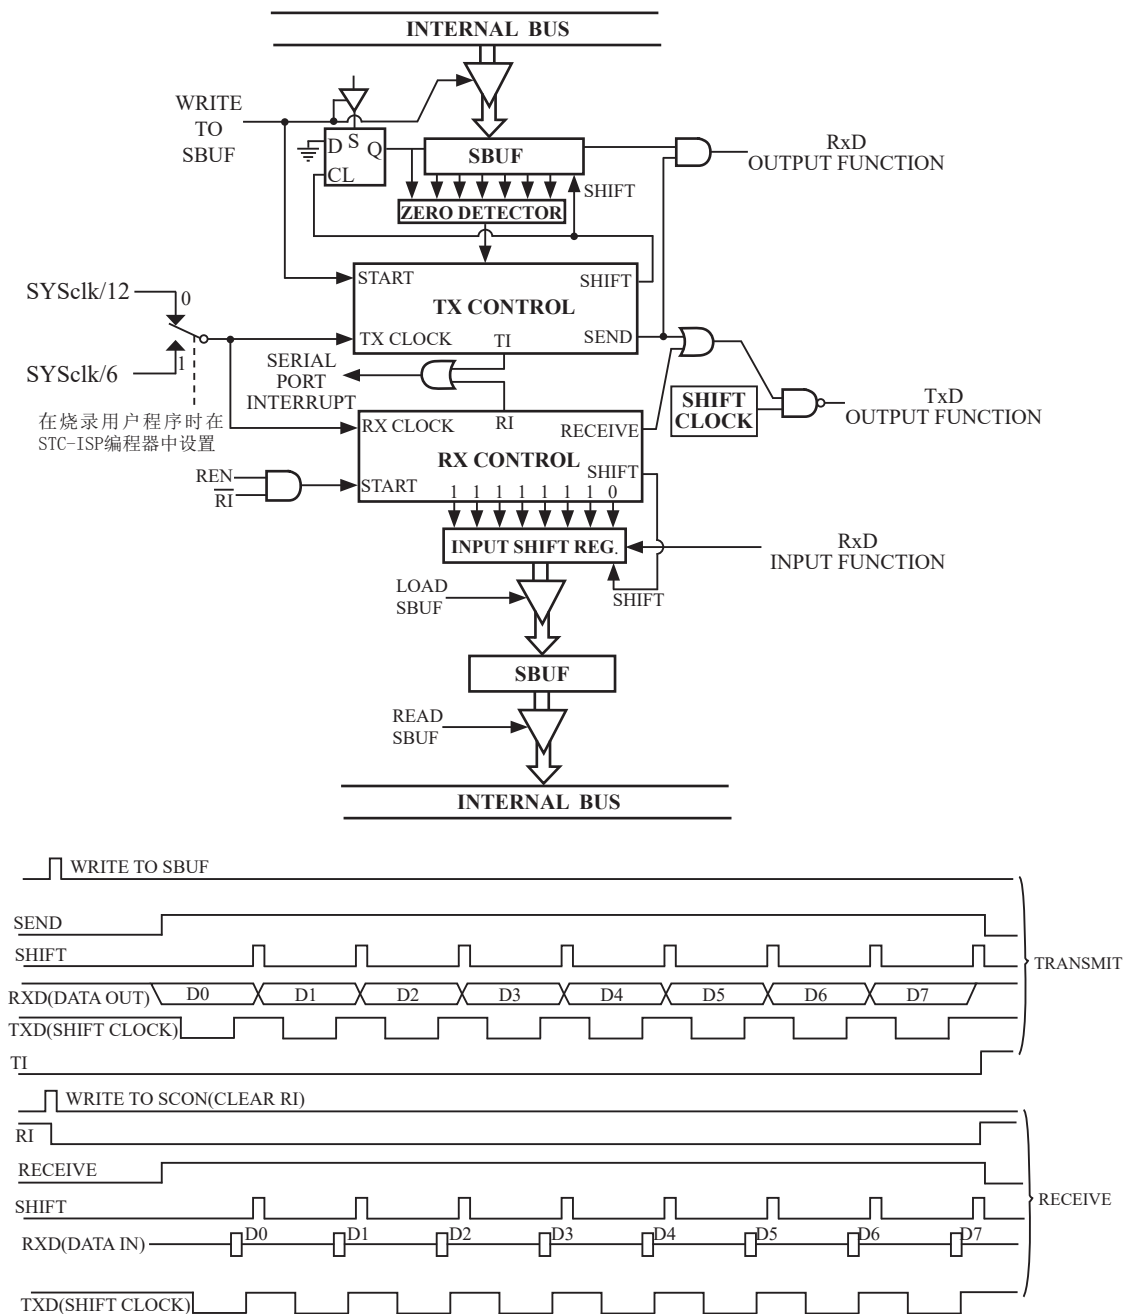 INTERNAL BUS
WRITE
TO
SBUF
D
S
Q
CL
SBUF
RxD
OUTPUT FUNCTION
SHIFT
ZERO DETECTOR
START
SHIFT
TX CONTROL
TX CLOCK
TI
SEND
SYSclk/12
0
SYSclk/6
1
在烧录用户程序时在
STC-ISP编程器中设置
SERIAL
PORT
INTERRUPT
SHIFT
CLOCK
TxD
OUTPUT FUNCTION
RX CLOCK
RI
RECEIVE
RX CONTROL
SHIFT
START
1 1 1 1 1 1 1 0
REN
RI
INPUT SHIFT REG.
RxD
INPUT FUNCTION
LOAD
SBUF
SHIFT
SBUF
READ
SBUF
INTERNAL BUS
WRITE TO SBUF
SEND
SHIFT
RXD(DATA OUT) D0 D1 D2 D3 D4 D5 D6 D7
TXD(SHIFT CLOCK)
TI
TRANSMIT
WRITE TO SCON(CLEAR RI)
RI
RECEIVE
SHIFT
RXD(DATA IN) D0 D1 D2 D3 D4 D5 D6 D7
TXD(SHIFT CLOCK)
RECEIVE